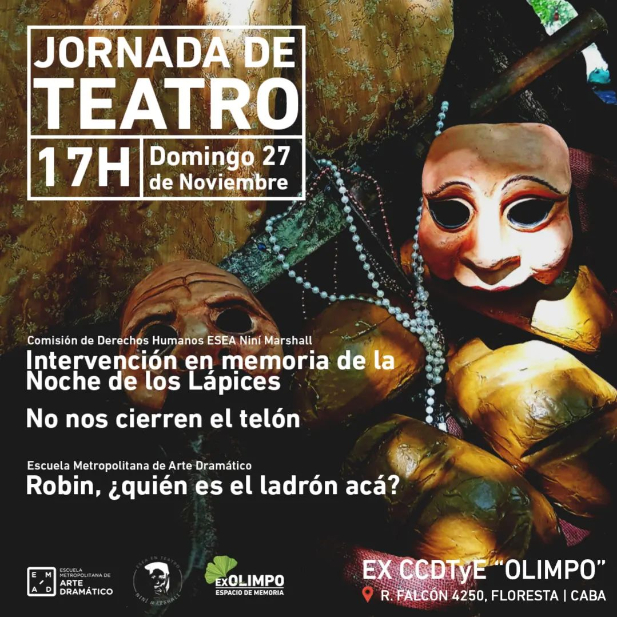 JORNADA DE
TEATRO
17H
Domingo 27
de Noviembre
Comisión de Derechos Humanos ESEA Niní Marshall
Intervención en memoria de la
Noche de los Lápices
No nos cierren el telón
Escuela Metropolitana de Arte Dramático
Robin, ¿quién es el ladrón acá?
E M
A D
ESCUELA
METROPOLITANA DE
ARTE
DRAMÁTICO
NINÍ MARSHALL
EXOLIMPO
ESPACIO DE MEMORIA
EX CCDTyE "OLIMPO"
R. FALCÓN 4250, FLORESTA | CABA